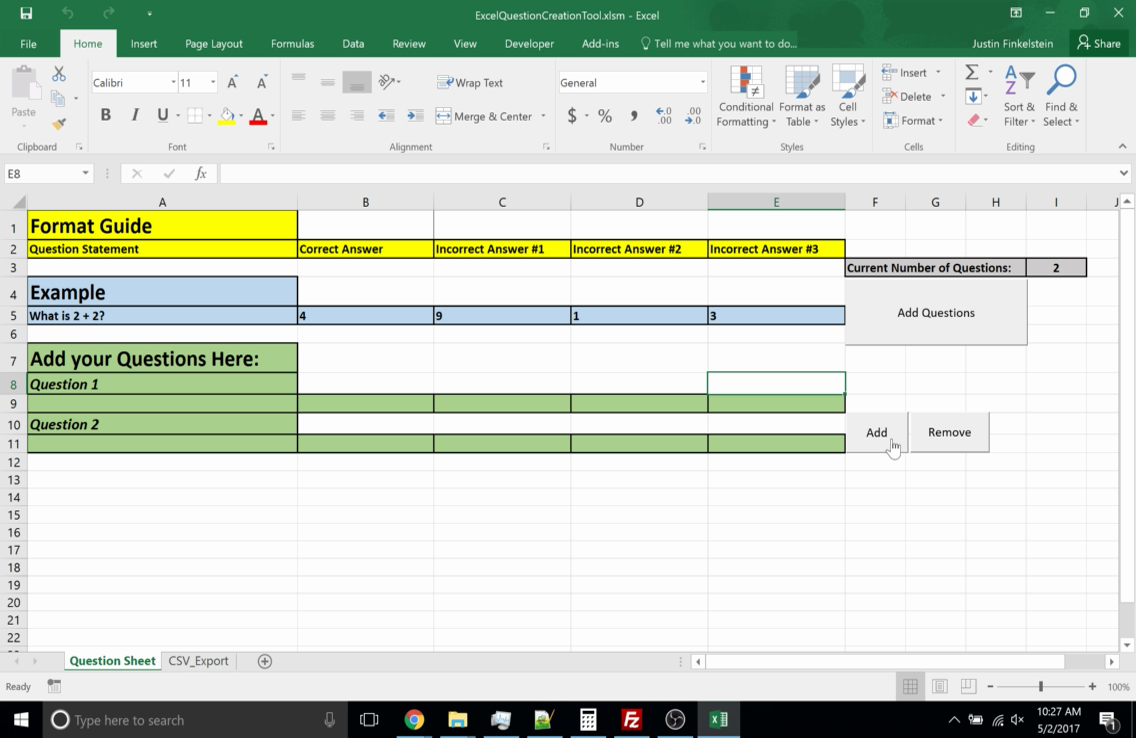 ExcelQuestionCreationTool.xlsm - Excel
File Home Insert Page Layout Formulas Data Review View Developer Add-ins Tell me what you want to do... Justin Finkelstein Share
Paste
Calibri 11 A A
B I U A
Wrap Text
Merge & Center
General
$ % , .00 .00
Conditional Formatting
Format as Table
Cell Styles
Insert
Delete
Format
Sort & Filter
Find & Select
Clipboard Font Alignment Number Styles Cells Editing
E8 fx
A B C D E F G H I J
1 Format Guide
2 Question Statement Correct Answer Incorrect Answer #1 Incorrect Answer #2 Incorrect Answer #3
3 Current Number of Questions: 2
4 Example
Add Questions
5 What is 2 + 2? 4 9 1 3
6
7 Add your Questions Here:
8 Question 1
9
10 Question 2
Add Remove
11
12
13
14
15
16
17
18
19
20
21
22
Question Sheet CSV_Export
Ready 100%
Type here to search
10:27 AM
5/2/2017